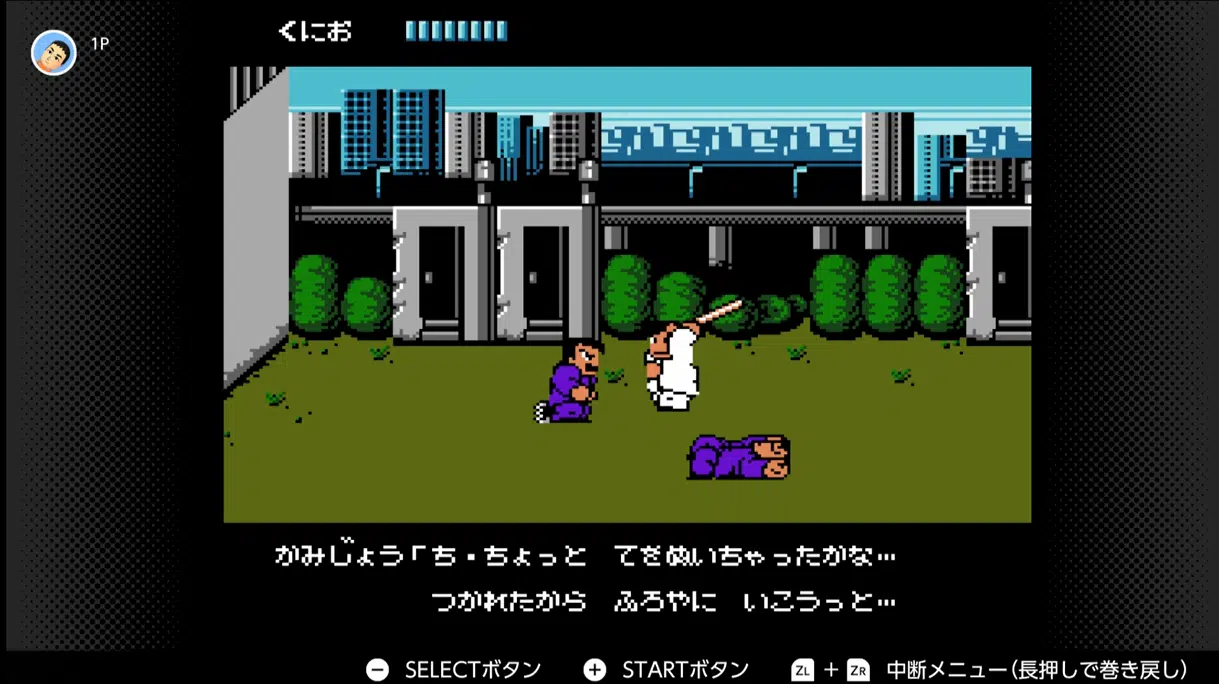 1P
くにお
かみじょう「ち・ちょっと てをぬいちゃったかな…
つかれたから ふろやに いこうっと…
− SELECTボタン + STARTボタン ZL + ZR 中断メニュー(長押しで巻き戻し)